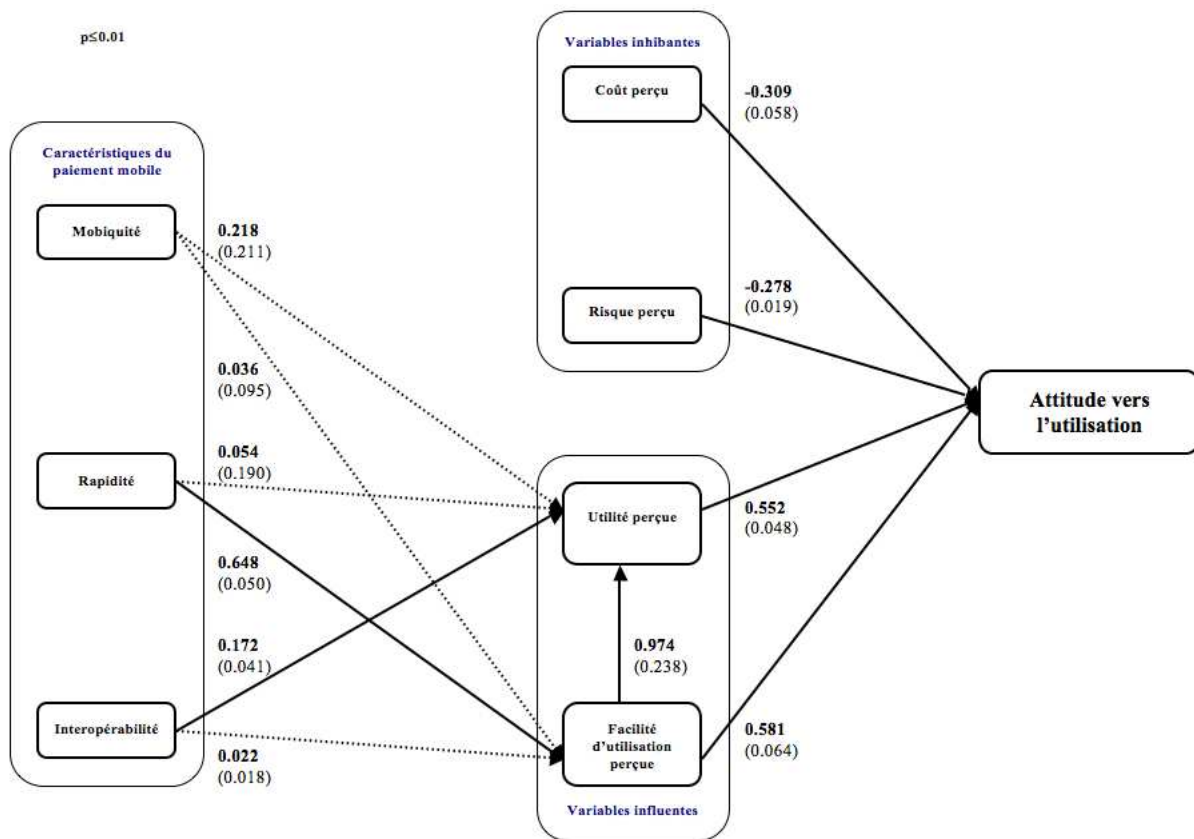 p≤0.01
Caractéristiques du
paiement mobile
Mobiquité
Rapidité
Interopérabilité
0.218
(0.211)
0.036
(0.095)
0.054
(0.190)
0.648
(0.050)
0.172
(0.041)
0.022
(0.018)
Variables inhibantes
Coût perçu
Risque perçu
-0.309
(0.058)
-0.278
(0.019)
Utilité perçue
0.974
(0.238)
Facilité
d’utilisation
perçue
Variables influentes
0.552
(0.048)
0.581
(0.064)
Attitude vers
l’utilisation